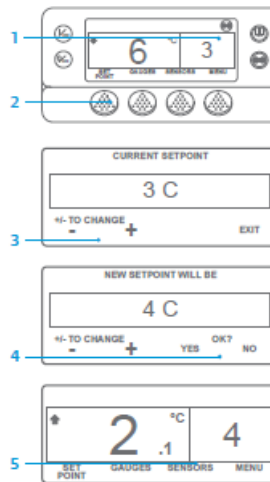 1
6 °C 3
SET POINT GAUGES SENSORS MENU
2
CURRENT SETPOINT
3 C
+/- TO CHANGE
- + EXIT
3
NEW SETPOINT WILL BE
4 C
+/- TO CHANGE OK?
- + YES NO
4
2.1 °C 4
5
SET POINT GAUGES SENSORS MENU